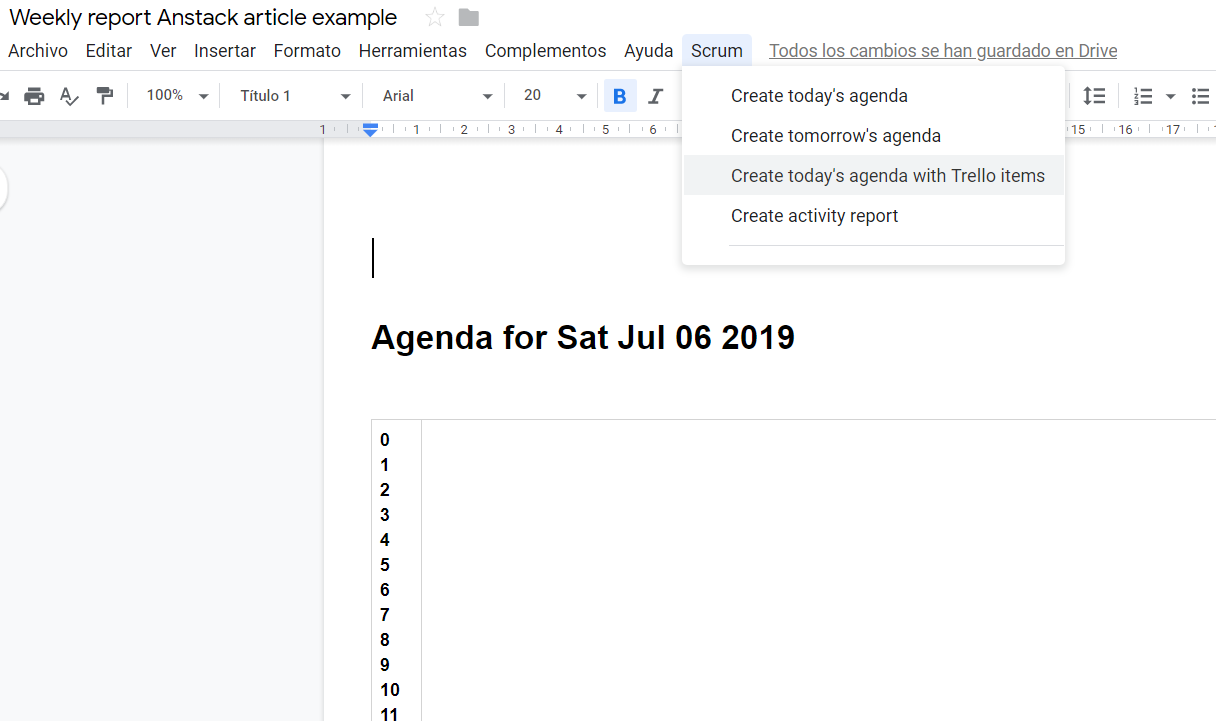 Weekly report Anstack article example
Archivo Editar Ver Insertar Formato Herramientas Complementos Ayuda Scrum Todos los cambios se han guardado en Drive
100% Título 1 Arial 20 B I
1 1 2 3 4 5 6 15 16 17
Create today's agenda
Create tomorrow's agenda
Create today's agenda with Trello items
Create activity report
Agenda for Sat Jul 06 2019
0
1
2
3
4
5
6
7
8
9
10
11